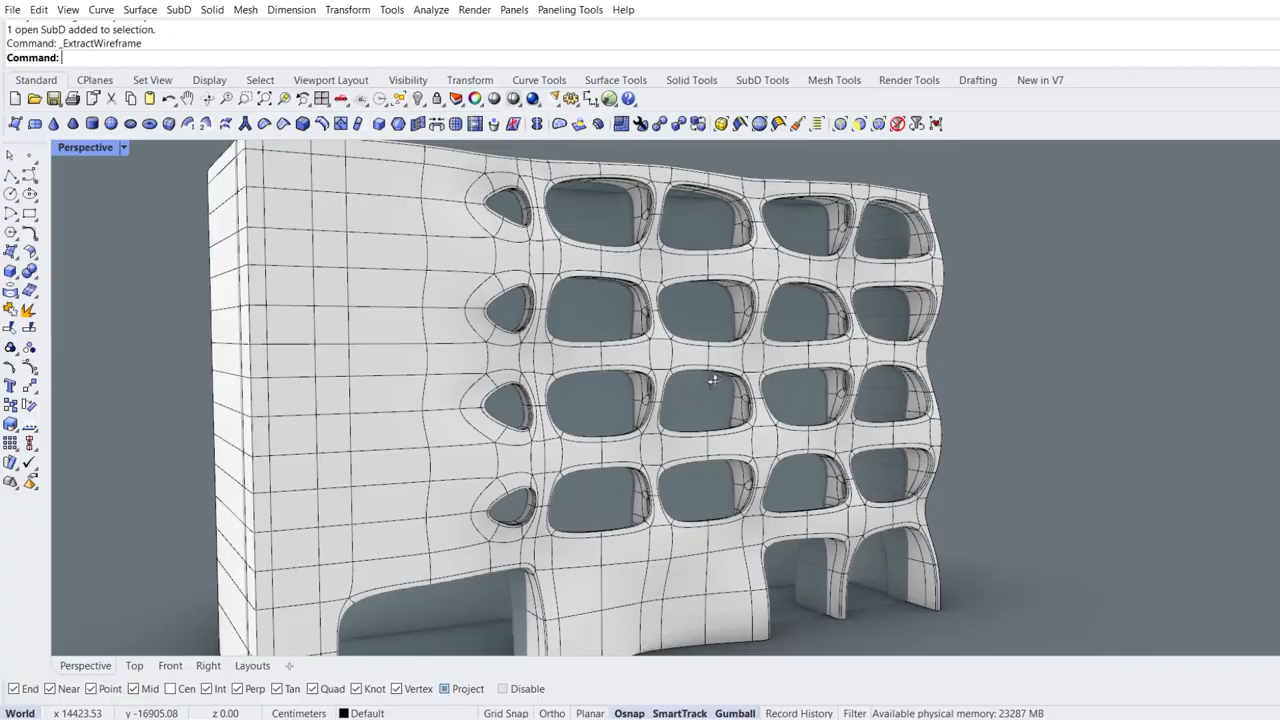 File Edit View Curve Surface SubD Solid Mesh Dimension Transform Tools Analyze Render Panels Paneling Tools Help
1 open SubD added to selection.
Command: _ExtractWireframe
Command:
Standard CPlanes Set View Display Select Viewport Layout Visibility Transform Curve Tools Surface Tools Solid Tools SubD Tools Mesh Tools Render Tools Drafting New in V7
Perspective
Perspective Top Front Right Layouts
End Near Point Mid Cen Int Perp Tan Quad Knot Vertex Project Disable
World x 14423.53 y -16905.08 z 0.00 Centimeters Default Grid Snap Ortho Planar Osnap SmartTrack Gumball Record History Filter Available physical memory: 23287 MB